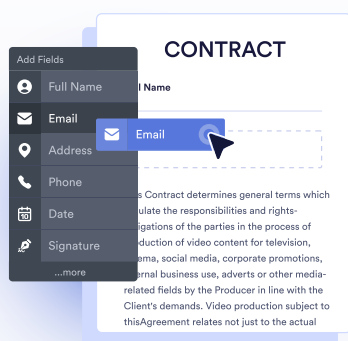 CONTRACT
Add Fields
Full Name
Email
Address
Phone
Date
10
Signature
...more
Email
l Name
s Contract determines general terms which
ulate the responsibilities and rights-
igations of the parties in the process of
duction of video content for television,
ema, social media, corporate promotions,
ernal business use, adverts or other media-
related fields by the Producer in line with the
Client's demands. Video production subject to
thisAgreement relates not just to the actual